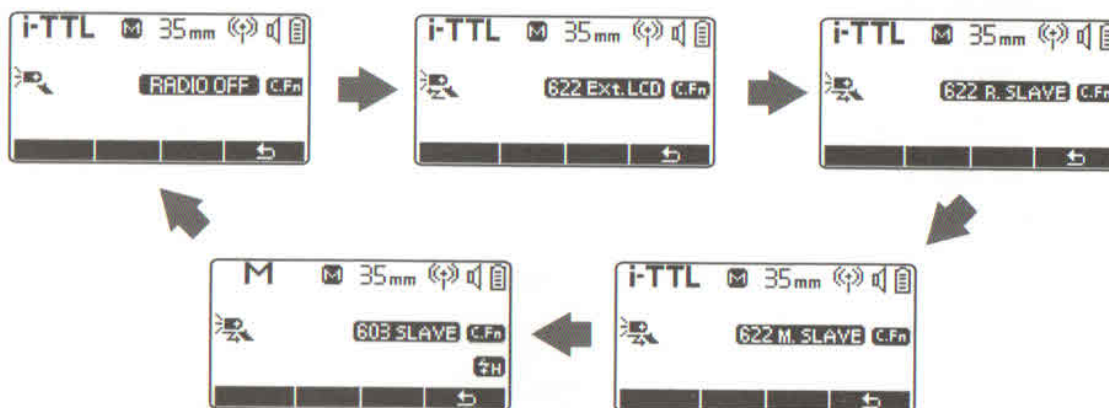 i-TTL M 35mm
RADIO OFF C.Fn
i-TTL M 35mm
622 Ext.LCD C.Fn
i-TTL M 35mm
622 R. SLAVE C.Fn
M M 35mm
603 SLAVE C.Fn
H
i-TTL M 35mm
622 M. SLAVE C.Fn